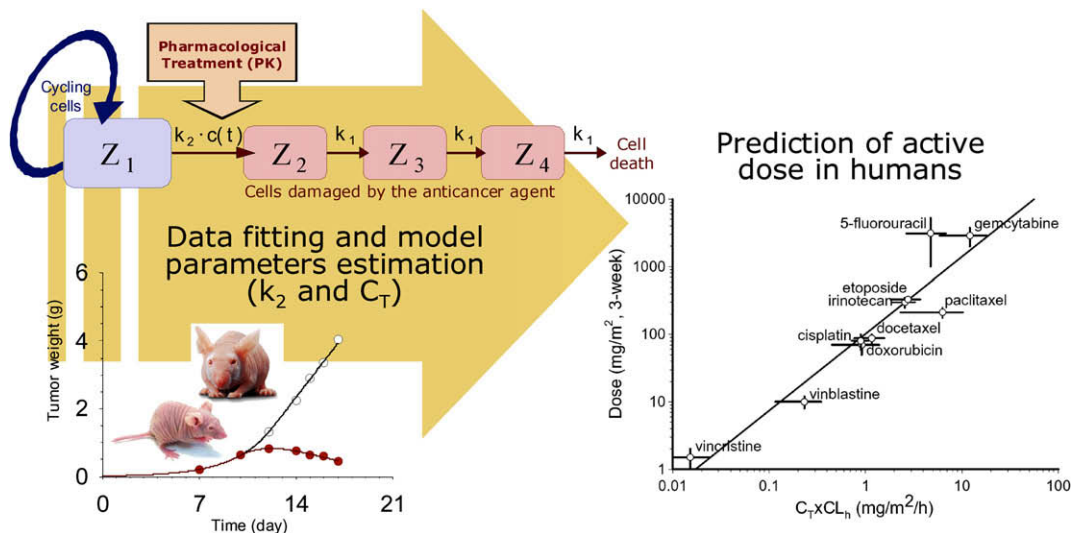 Pharmacological
Treatment (PK)
Cycling
cells
Z1
k2 · c(t)
Z2
k1
Z3
k1
Z4
k1
Cell
death
Cells damaged by the anticancer agent
Data fitting and model
parameters estimation
(k2 and CT)
Tumor weight (g)
6
4
2
0
0
7
14
21
Time (day)
Prediction of active
dose in humans
Dose (mg/m2, 3-week)
10000
1000
100
10
1
5-fluorouracil
gemcytabine
etoposide
irinotecan
paclitaxel
cisplatin
docetaxel
doxorubicin
vinblastine
vincristine
0.01
0.1
1
10
100
CTxCLh (mg/m2/h)